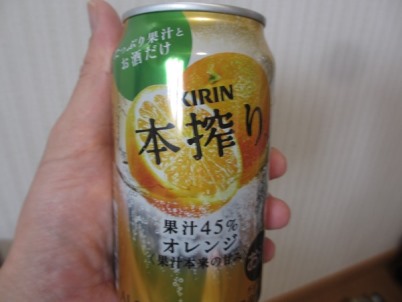 たっぷり果汁と
お酒だけ
KIRIN
本搾り
果汁45%
オレンジ
果汁本来の甘み